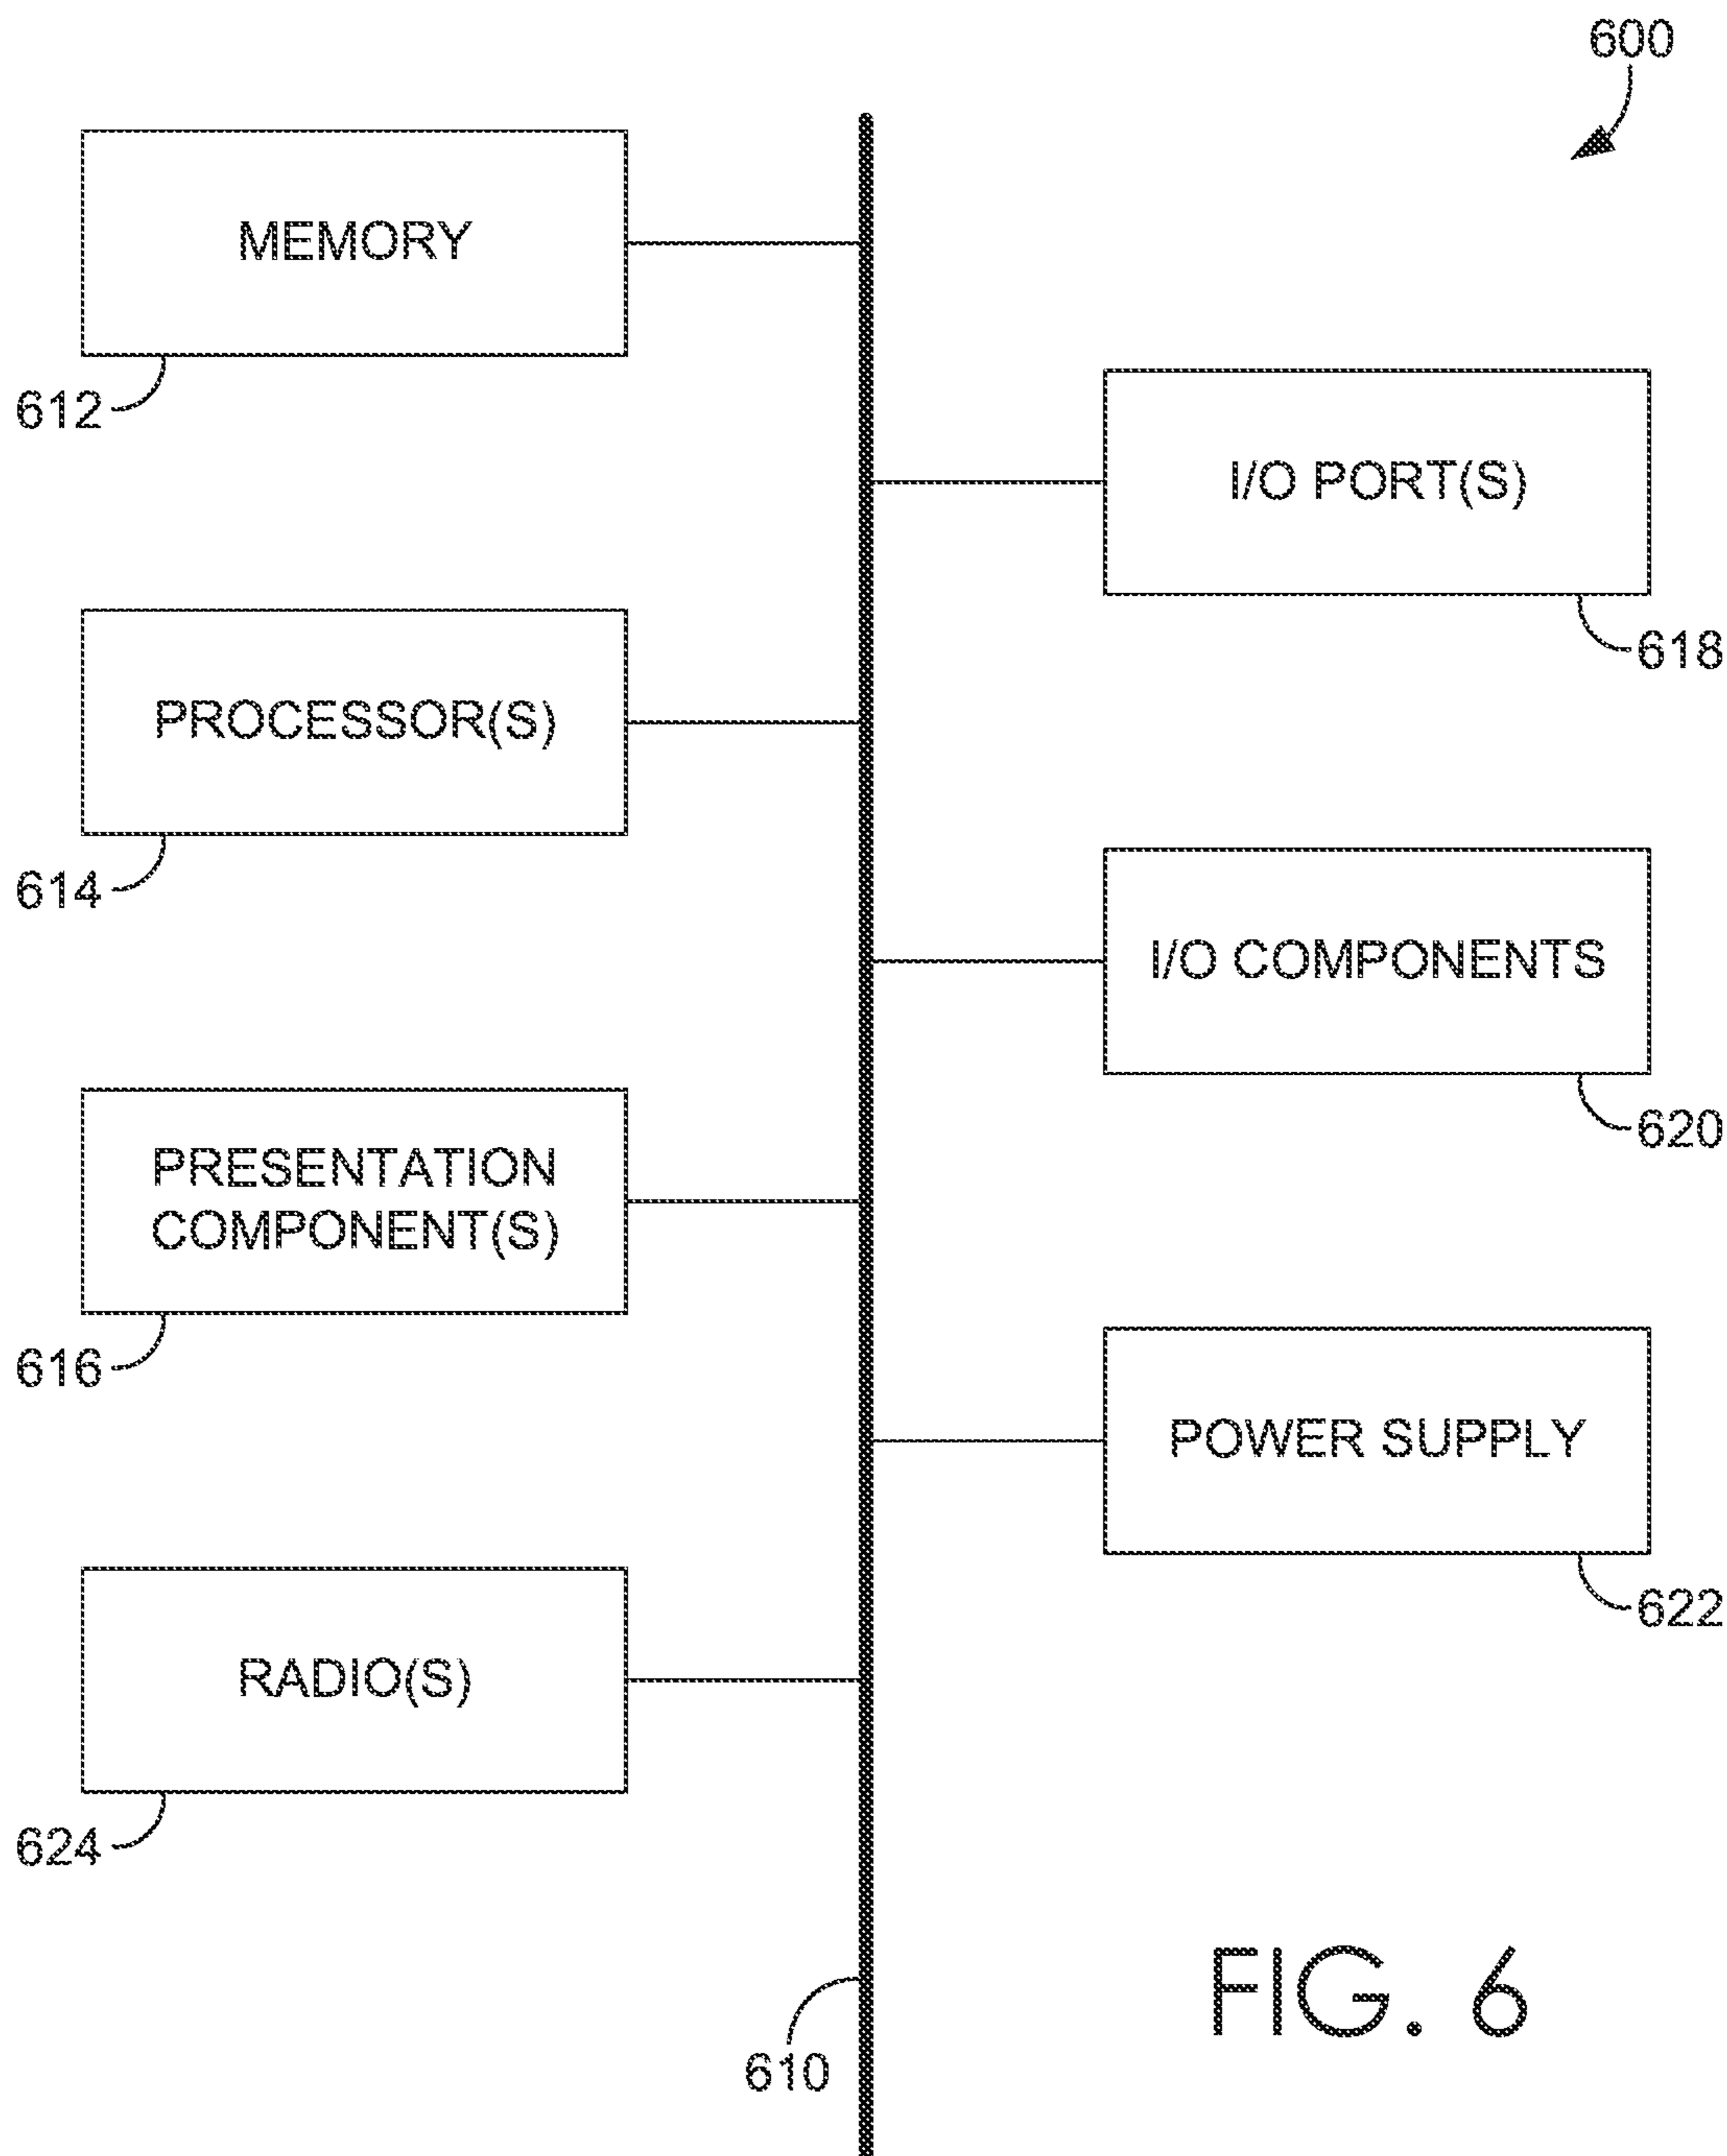 600
MEMORY
612
I/O PORT(S)
618
PROCESSOR(S)
614
I/O COMPONENTS
620
PRESENTATION
COMPONENT(S)
616
POWER SUPPLY
622
RADIO(S)
624
610
FIG. 6